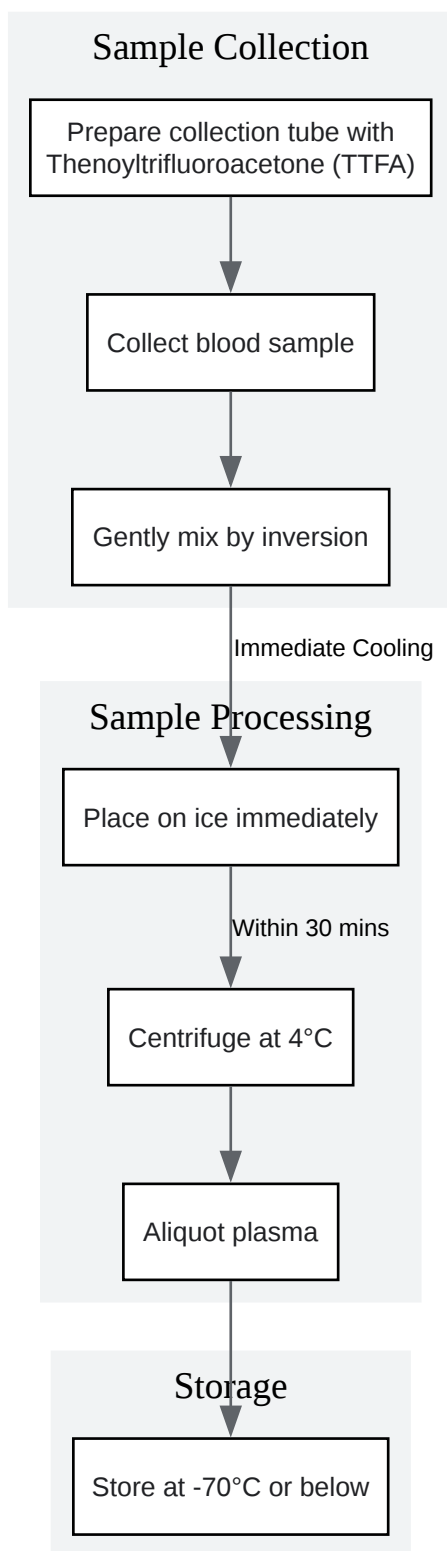 Sample Collection
Prepare collection tube with
Thenoyltrifluoroacetone (TTFA)
Collect blood sample
Gently mix by inversion
Immediate Cooling
Sample Processing
Place on ice immediately
Within 30 mins
Centrifuge at 4°C
Aliquot plasma
Storage
Store at -70°C or below